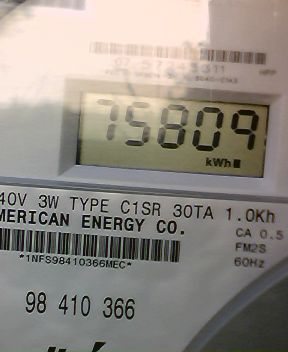 75809
kWh
40V 3W TYPE C1SR 30TA 1.0Kh
MERICAN ENERGY CO.
CA 0.5
FM2S
*1NFS98410366MEC*
60Hz
98 410 366